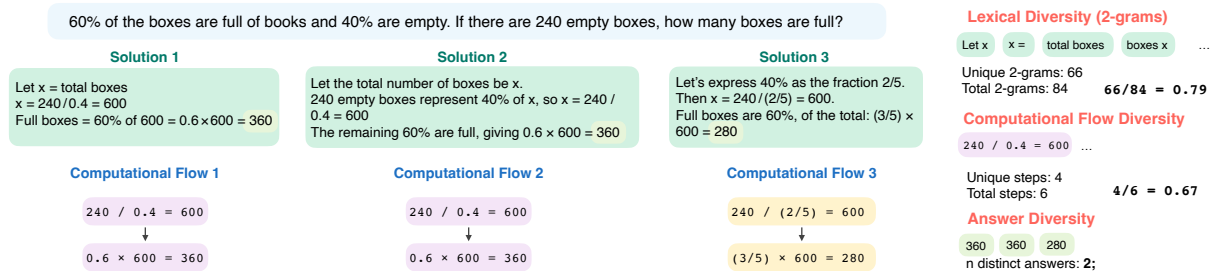 60% of the boxes are full of books and 40% are empty. If there are 240 empty boxes, how many boxes are full?
Solution 1
Let x = total boxes
x = 240/0.4 = 600
Full boxes = 60% of 600 = 0.6×600 = 360
Computational Flow 1
240 / 0.4 = 600
0.6 × 600 = 360
Solution 2
Let the total number of boxes be x.
240 empty boxes represent 40% of x, so x = 240 /
0.4 = 600
The remaining 60% are full, giving 0.6 × 600 = 360
Computational Flow 2
240 / 0.4 = 600
0.6 × 600 = 360
Solution 3
Let's express 40% as the fraction 2/5.
Then x = 240/(2/5) = 600.
Full boxes are 60%, of the total: (3/5) ×
600 = 280
Computational Flow 3
240 / (2/5) = 600
(3/5) × 600 = 280
Lexical Diversity (2-grams)
Let x x = total boxes boxes x ...
Unique 2-grams: 66
Total 2-grams: 84
66/84 = 0.79
Computational Flow Diversity
240 / 0.4 = 600 ...
Unique steps: 4
Total steps: 6
4/6 = 0.67
Answer Diversity
360 360 280
n distinct answers: 2;